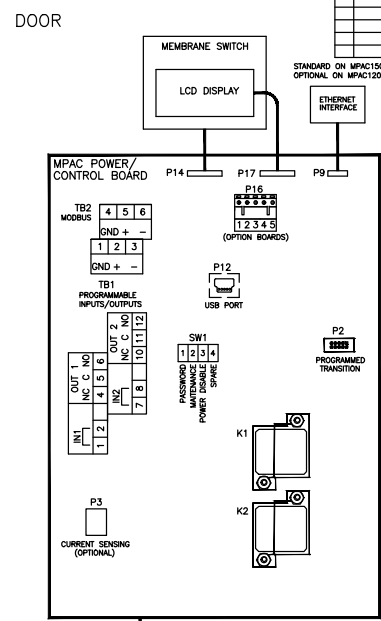 DOOR
MEMBRANE SWITCH
LCD DISPLAY
STANDARD ON MPAC150
OPTIONAL ON MPAC120
ETHERNET
INTERFACE
MPAC POWER/
CONTROL BOARD
P14
P17
P9
P16
1 2 3 4 5
(OPTION BOARDS)
TB2
MODBUS
4 5 6
GND + -
1 2 3
GND + -
TB1
PROGRAMMABLE
INPUTS/OUTPUTS
P12
USB PORT
OUT 2
NC C NO
10 11 12
IN2
7 8
OUT 1
NC C NO
4 5 6
IN1
1 2
SW1
1 2 3 4
PASSWORD
MAITENANCE
POWER DISABLE
SPARE
P2
PROGRAMMED
TRANSITION
K1
K2
P3
CURRENT SENSING
(OPTIONAL)